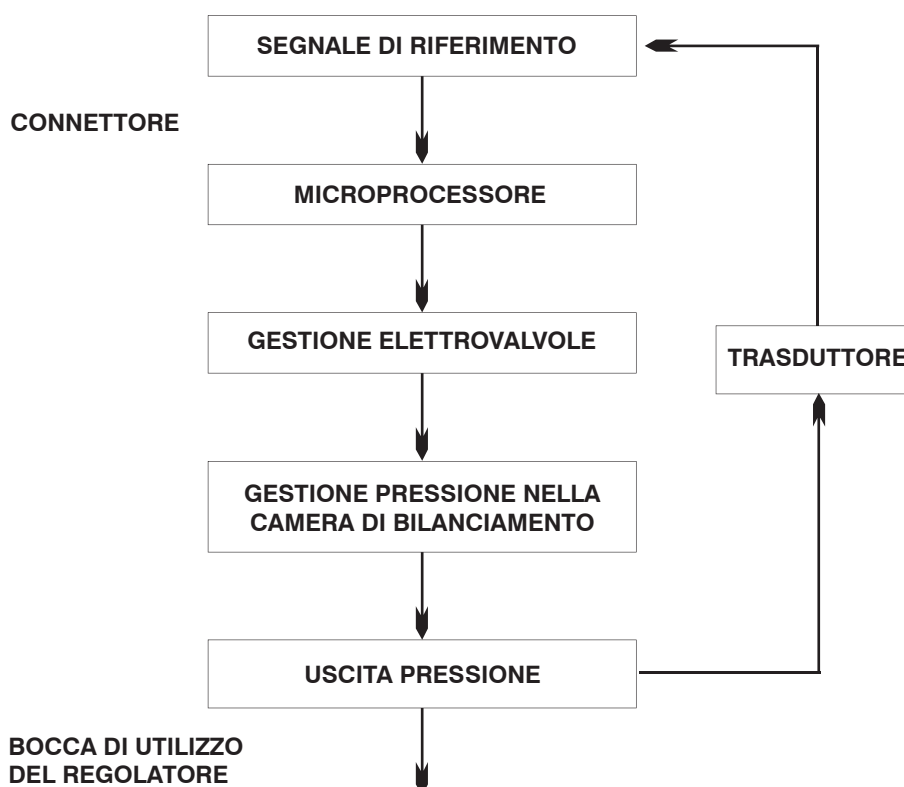 SEGNALE DI RIFERIMENTO
CONNETTORE
MICROPROCESSORE
GESTIONE ELETTROVALVOLE
TRASDUTTORE
GESTIONE PRESSIONE NELLA
CAMERA DI BILANCIAMENTO
USCITA PRESSIONE
BOCCA DI UTILIZZO
DEL REGOLATORE